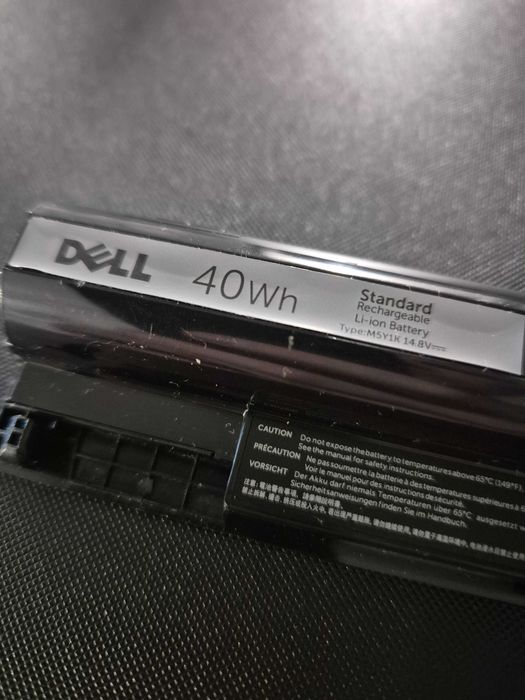 DELL
40Wh
Standard
Rechargeable
Li-ion Battery
Type:M5Y1K 14.8V⎓
CAUTION Do not expose the battery to temperatures above 65°C (149°F).
See the manual for safety instructions.
PRÉCAUTION Ne pas soumettre la batterie à des températures supérieures à 6
Voir le manuel pour des instructions de sécurité.
VORSICHT Der Akku darf niemals Temperaturen über 65°C ausgesetzt w
Sicherheitsanweisungen finden Sie im Handbuch.